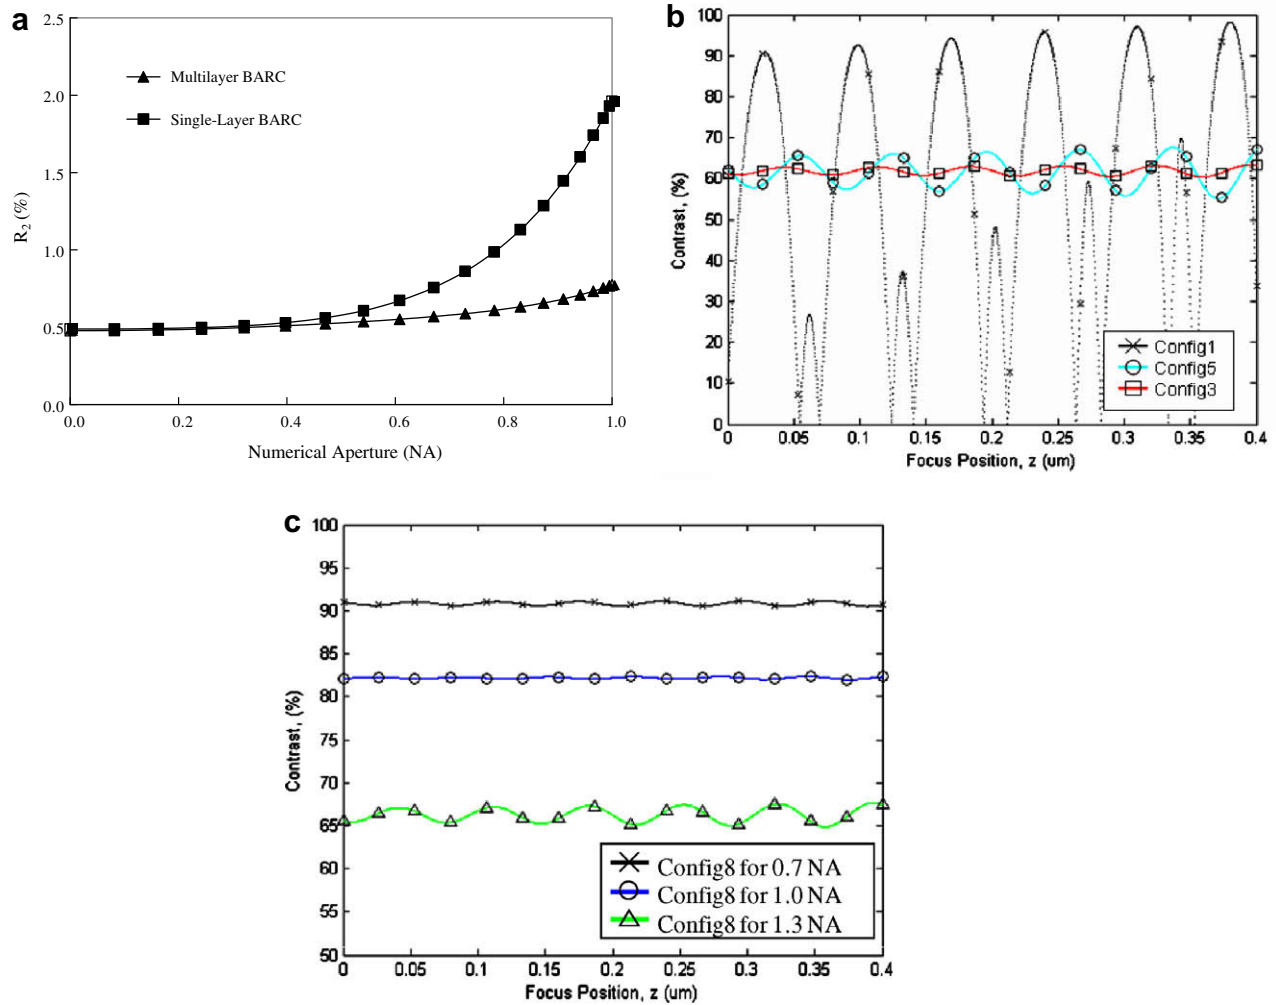 a
2.5
2.0
1.5
1.0
0.5
0.0
R2 (%)
Multilayer BARC
Single-Layer BARC
0.0 0.2 0.4 0.6 0.8 1.0
Numerical Aperture (NA)
b
100
90
80
70
60
50
40
30
20
10
0
Contrast, (%)
Config1
Config5
Config3
0 0.05 0.1 0.15 0.2 0.25 0.3 0.35 0.4
Focus Position, z (um)
c
100
95
90
85
80
75
70
65
60
55
50
Contrast, (%)
Config8 for 0.7 NA
Config8 for 1.0 NA
Config8 for 1.3 NA
0 0.05 0.1 0.15 0.2 0.25 0.3 0.35 0.4
Focus Position, z (um)